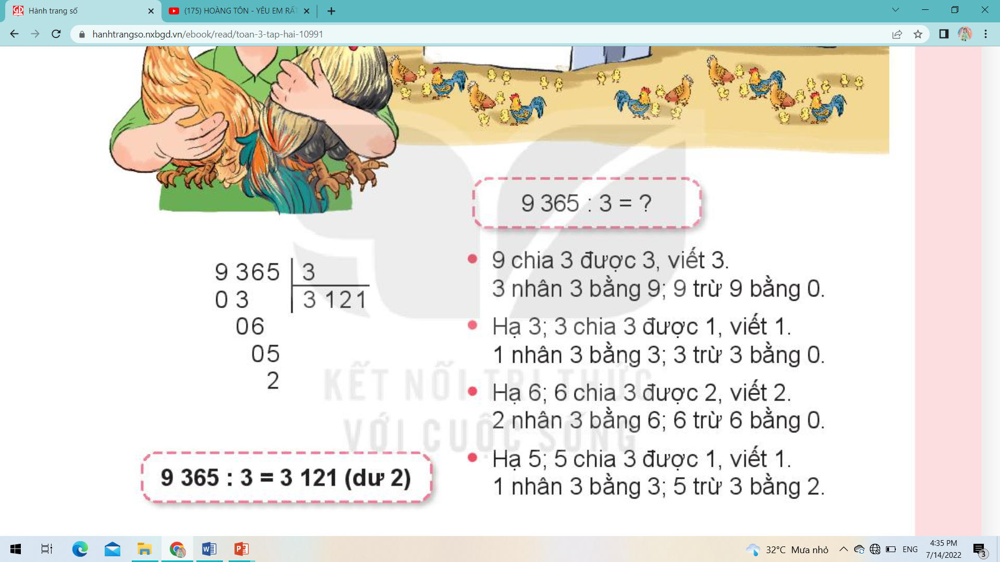 Hành trang số
(175) HOÀNG TÔN - YÊU EM RẤT
hanhtrangso.nxbgd.vn/ebook/read/toan-3-tap-hai-10991
9 365 : 3 = ?
9 365 3
0 3 3 121
06
05
2
9 365 : 3 = 3 121 (dư 2)
• 9 chia 3 được 3, viết 3.
3 nhân 3 bằng 9; 9 trừ 9 bằng 0.
• Hạ 3; 3 chia 3 được 1, viết 1.
1 nhân 3 bằng 3; 3 trừ 3 bằng 0.
• Hạ 6; 6 chia 3 được 2, viết 2.
2 nhân 3 bằng 6; 6 trừ 6 bằng 0.
• Hạ 5; 5 chia 3 được 1, viết 1.
1 nhân 3 bằng 3; 5 trừ 3 bằng 2.
KẾT NỐI TRI THỨC
VỚI CUỘC SỐNG
32°C Mưa nhỏ
ENG
4:35 PM
7/14/2022
3